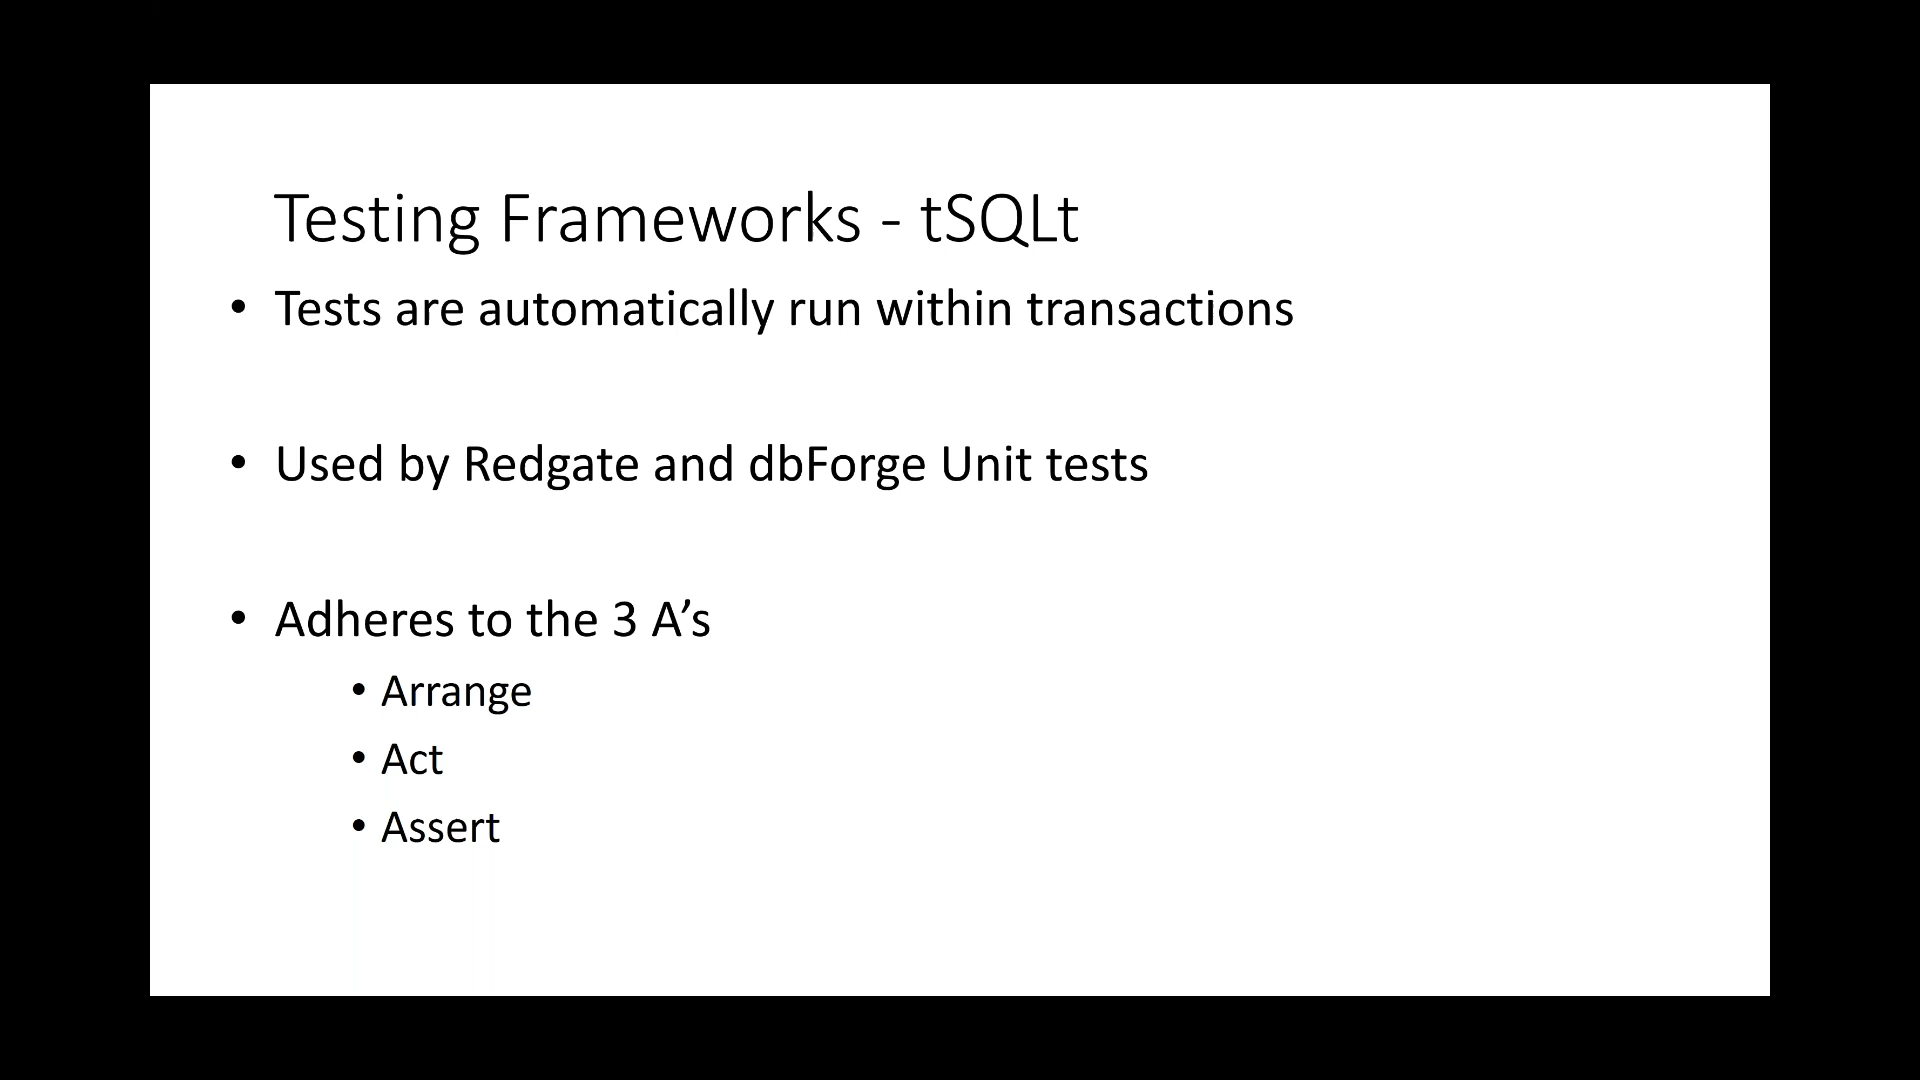 Testing Frameworks - tSQLt
• Tests are automatically run within transactions
• Used by Redgate and dbForge Unit tests
• Adheres to the 3 A’s
• Arrange
• Act
• Assert